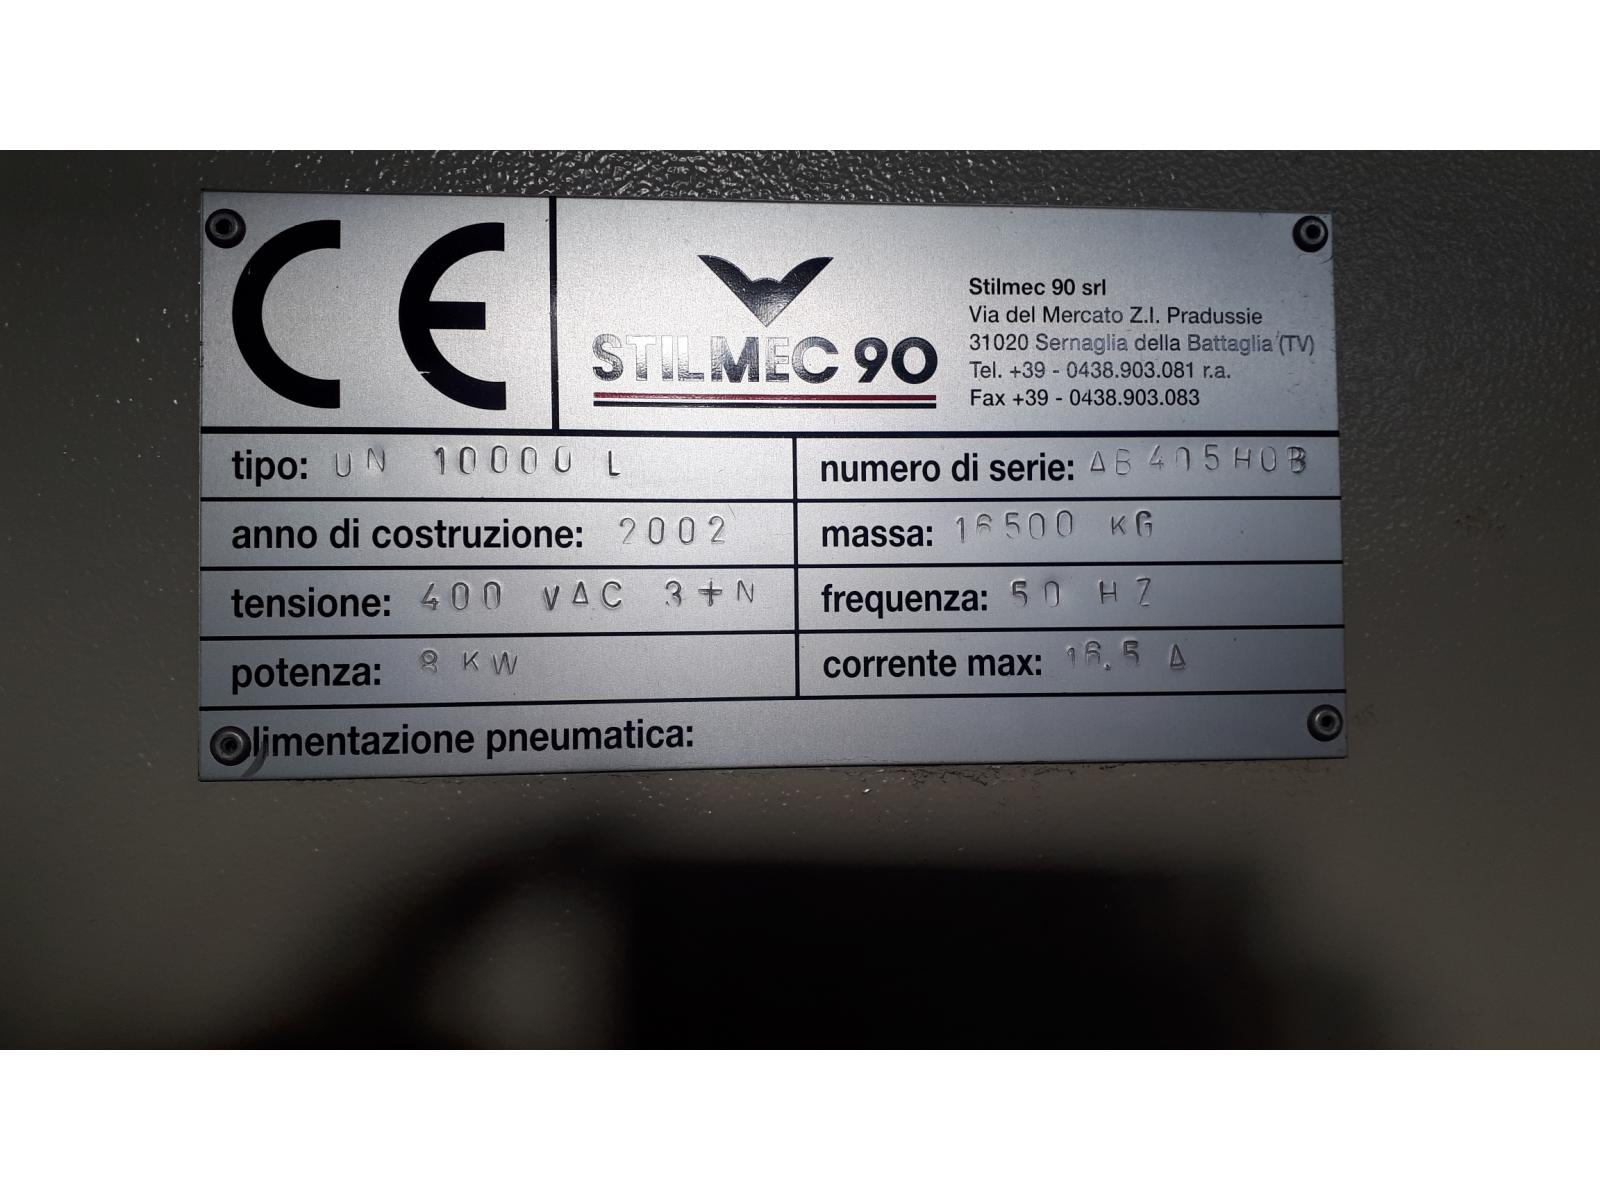 CE
STILMEC 90
Stilmec 90 srl
Via del Mercato Z.I. Pradussie
31020 Sernaglia della Battaglia (TV)
Tel. +39 - 0438.903.081 r.a.
Fax +39 - 0438.903.083
tipo: UN 10000 L
numero di serie: AB405H0B
anno di costruzione: 2002
massa: 16500 KG
tensione: 400 VAC 3+N
frequenza: 50 HZ
potenza: 8 KW
corrente max: 16.5 A
alimentazione pneumatica: